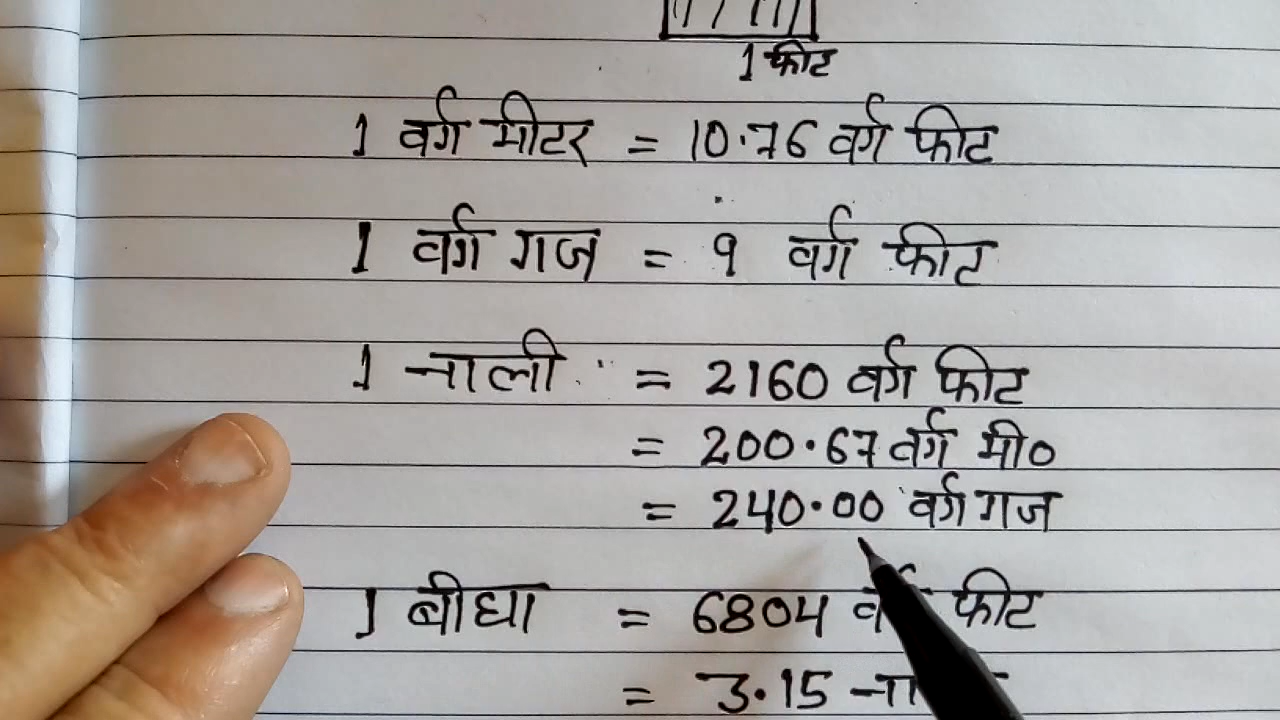 1 फीट
1 वर्ग मीटर = 10.76 वर्ग फीट
1 वर्ग गज = 9 वर्ग फीट
1 नाली = 2160 वर्ग फीट
= 200.67 वर्ग मी०
= 240.00 वर्ग गज
1 बीघा = 6804 वर्ग फीट
= 3.15